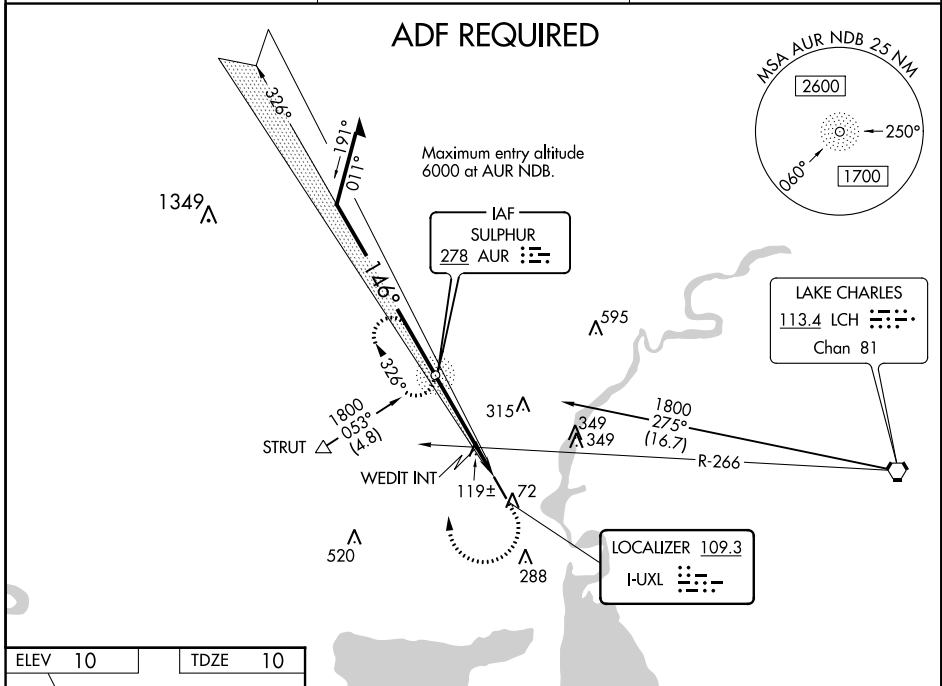 ADF REQUIRED
MSA AUR NDB 25 NM
2600
250°
060°
1700
326°
191°
011°
Maximum entry altitude
6000 at AUR NDB.
1349
IAF
SULPHUR
278 AUR
146°
LAKE CHARLES
113.4 LCH
Chan 81
595
326°
1800
053°
(4.8)
STRUT
315
349
349
1800
275°
(16.7)
R-266
WEDIT INT
119±
72
520
288
LOCALIZER 109.3
I-UXL
ELEV 10
TDZE 10